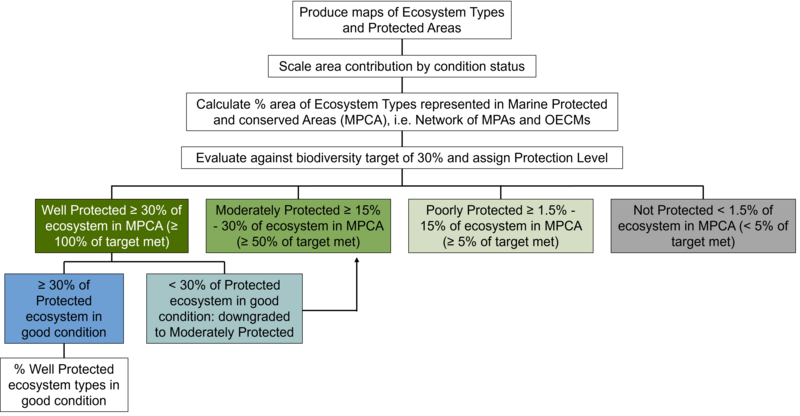 Produce maps of Ecosystem Types
and Protected Areas
Scale area contribution by condition status
Calculate % area of Ecosystem Types represented in Marine Protected
and conserved Areas (MPCA), i.e. Network of MPAs and OECMs
Evaluate against biodiversity target of 30% and assign Protection Level
Well Protected ≥ 30% of
ecosystem in MPCA (≥
100% of target met)
Moderately Protected ≥ 15%
- 30% of ecosystem in MPCA
(≥ 50% of target met)
Poorly Protected ≥ 1.5% -
15% of ecosystem in MPCA
(≥ 5% of target met)
Not Protected < 1.5% of
ecosystem in MPCA (< 5% of
target met)
≥ 30% of
Protected
ecosystem in
good condition
< 30% of Protected
ecosystem in good
condition: downgraded
to Moderately Protected
% Well Protected
ecosystem types in
good condition